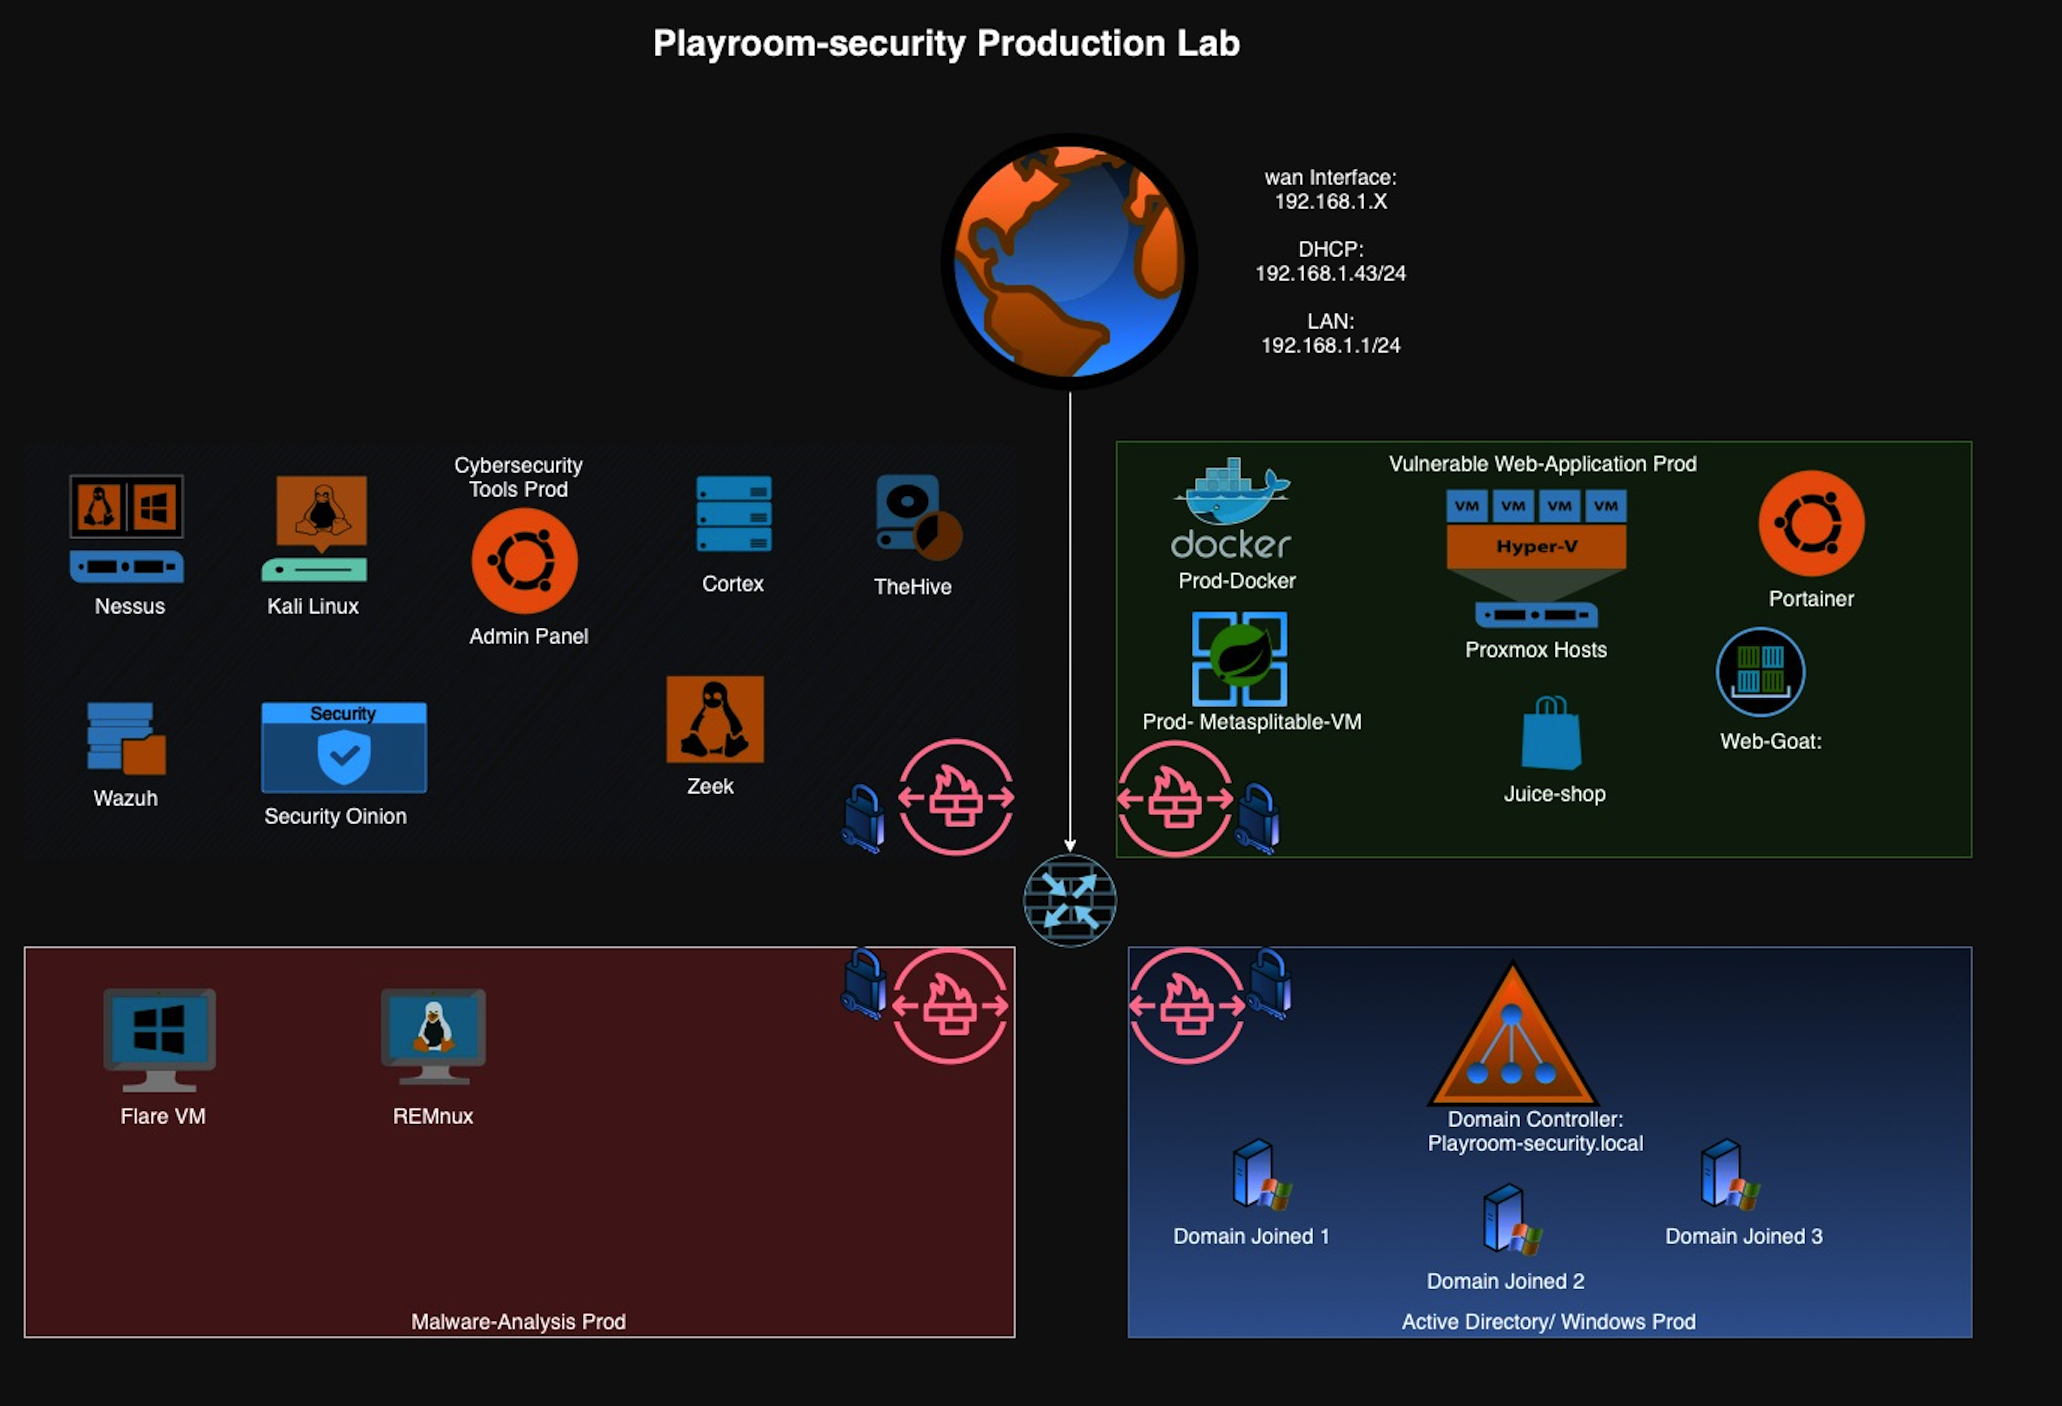 Playroom-security Production Lab
wan Interface:
192.168.1.X
DHCP:
192.168.1.43/24
LAN:
192.168.1.1/24
Cybersecurity
Tools Prod
Nessus
Kali Linux
Admin Panel
Cortex
TheHive
Wazuh
Security
Security Oinion
Zeek
Vulnerable Web-Application Prod
docker
Prod-Docker
VM VM VM VM
Hyper-V
Proxmox Hosts
Portainer
Prod- Metasplitable-VM
Juice-shop
Web-Goat:
Flare VM
REMnux
Malware-Analysis Prod
Domain Controller:
Playroom-security.local
Domain Joined 1
Domain Joined 2
Domain Joined 3
Active Directory/ Windows Prod